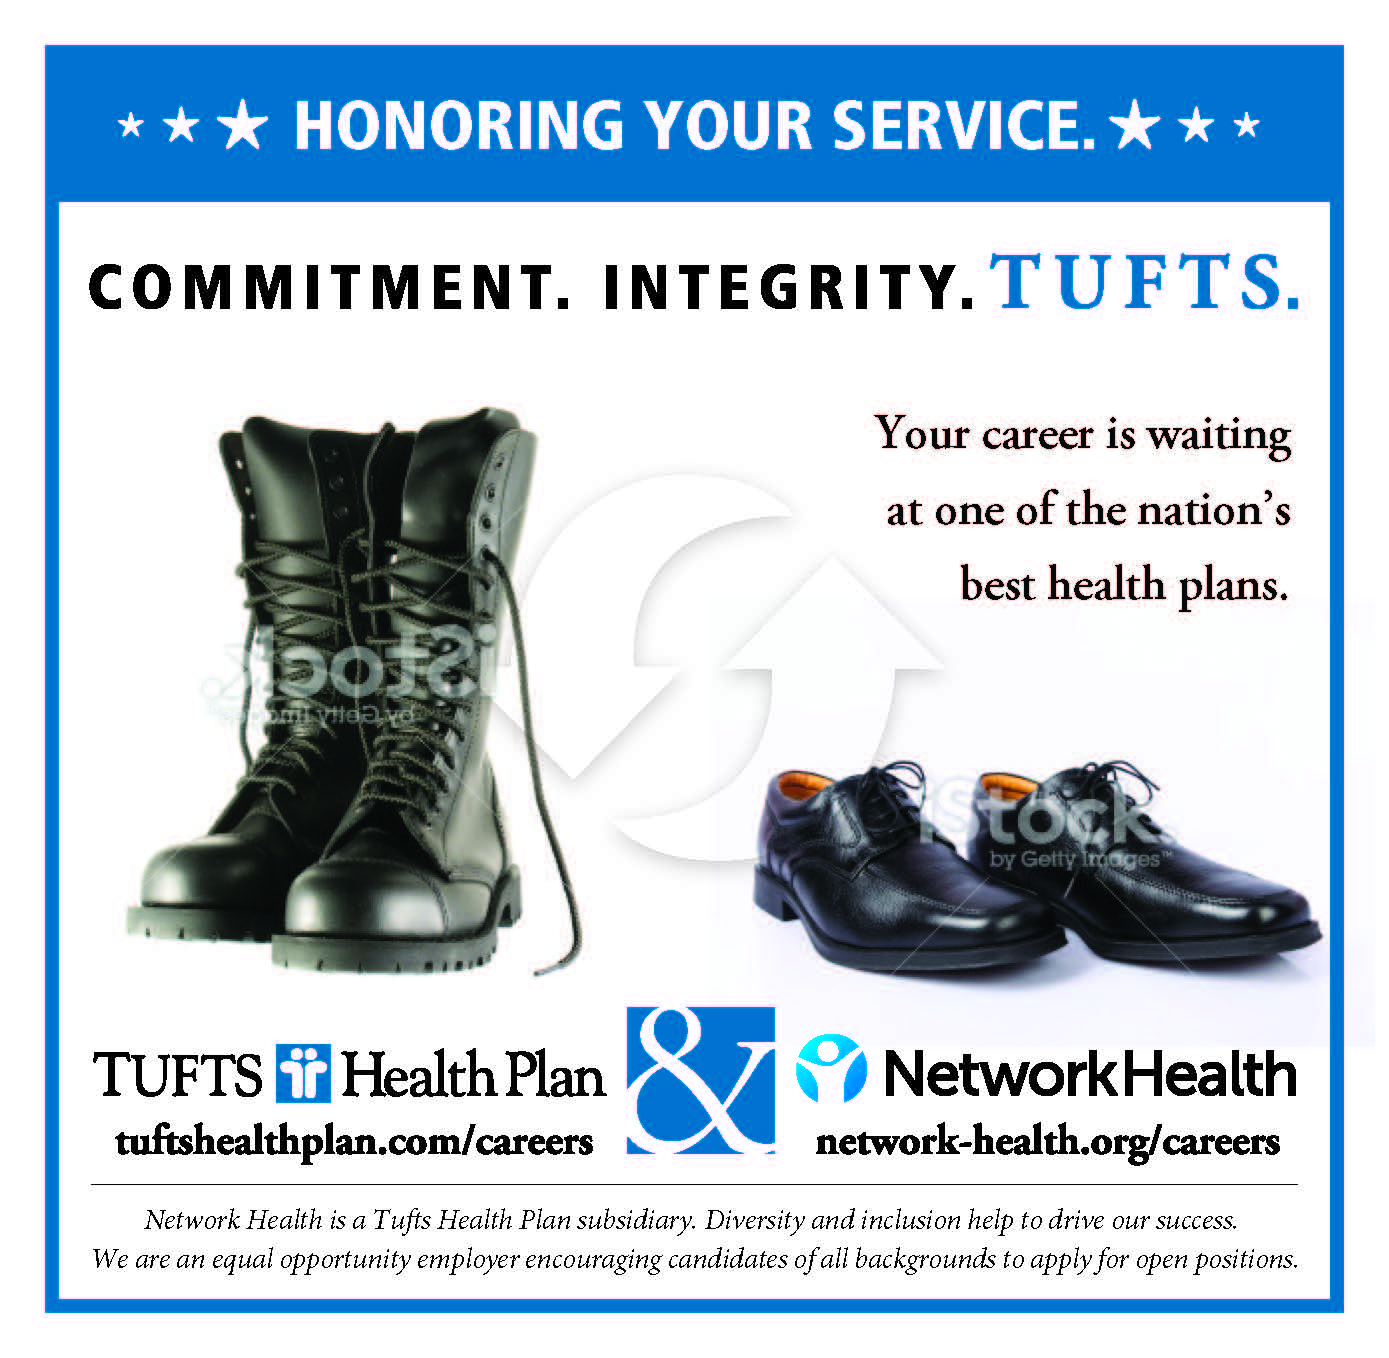 HONORING YOUR SERVICE.
COMMITMENT. INTEGRITY. TUFTS.
Your career is waiting
at one of the nation's
best health plans.
iStock
by Getty Images
iStock
by Getty Images™
TUFTS Health Plan & NetworkHealth
tuftshealthplan.com/careers
network-health.org/careers
Network Health is a Tufts Health Plan subsidiary. Diversity and inclusion help to drive our success.
We are an equal opportunity employer encouraging candidates of all backgrounds to apply for open positions.